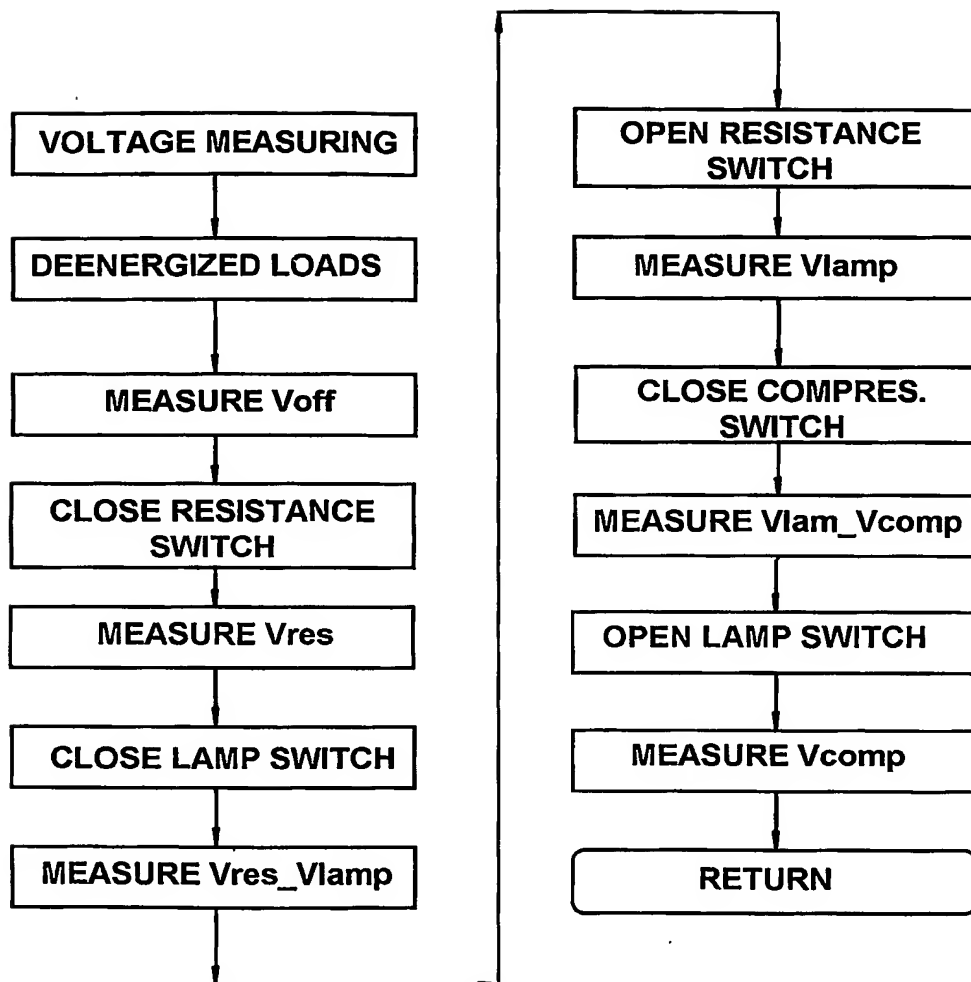 VOLTAGE MEASURING
DEENERGIZED LOADS
MEASURE Voff
CLOSE RESISTANCE
SWITCH
MEASURE Vres
CLOSE LAMP SWITCH
MEASURE Vres_Vlamp
OPEN RESISTANCE
SWITCH
MEASURE Vlamp
CLOSE COMPRES.
SWITCH
MEASURE Vlam_Vcomp
OPEN LAMP SWITCH
MEASURE Vcomp
RETURN